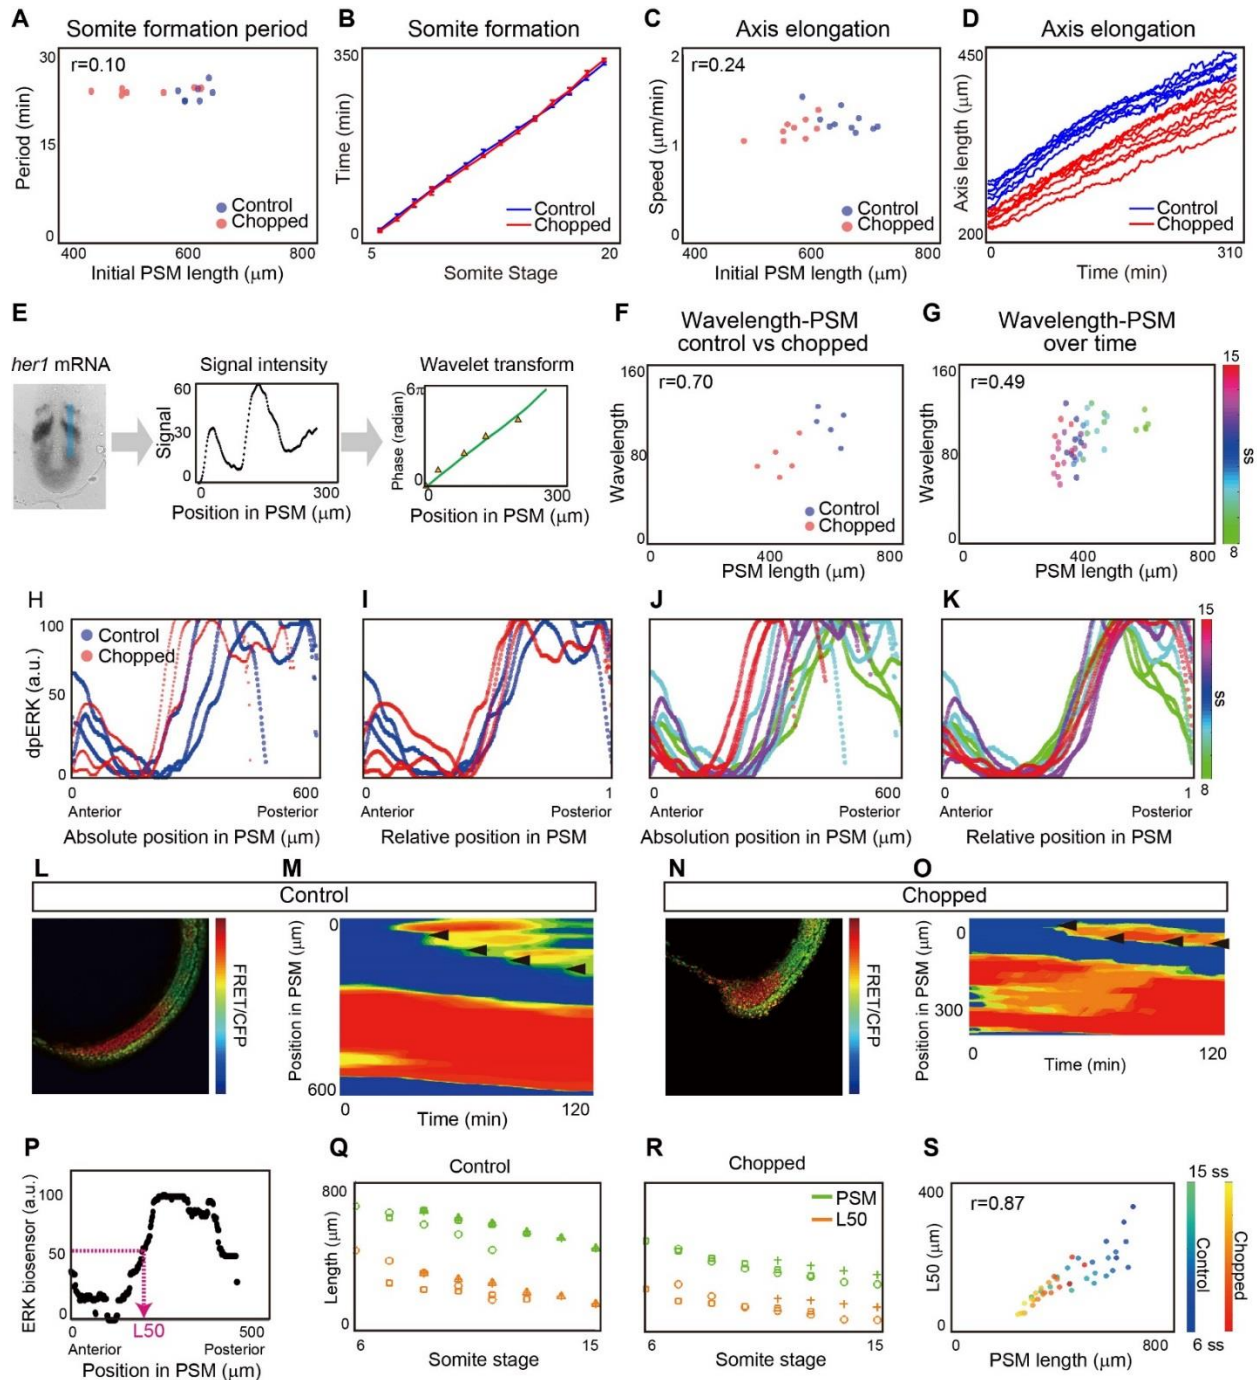 A Somite formation period
30
r=0.10
15
0
Period (min)
Control
Chopped
400 600 800
Initial PSM length (μm)
B Somite formation
350
0
Time (min)
Control
Chopped
5 20
Somite Stage
C Axis elongation
2
r=0.24
1
0
Speed (μm/min)
Control
Chopped
400 600 800
Initial PSM length (μm)
D Axis elongation
450
200
Axis length (μm)
Control
Chopped
0 310
Time (min)
E
her1 mRNA
Signal intensity
60
30
0
Signal
0 300
Position in PSM (μm)
Wavelet transform
6π
0
Phase (radian)
0 300
Position in PSM (μm)
F Wavelength-PSM
control vs chopped
160
r=0.70
80
0
Wavelength
Control
Chopped
0 400 800
PSM length (μm)
G Wavelength-PSM
over time
160
r=0.49
80
0
Wavelength
0 400 800
PSM length (μm)
15
ss
8
H
100
50
0
dpERK (a.u.)
Control
Chopped
0 600
Anterior Posterior
Absolute position in PSM (μm)
I
0 1
Anterior Posterior
Relative position in PSM
J
0 600
Anterior Posterior
Absolution position in PSM (μm)
K
0 1
Anterior Posterior
Relative position in PSM
15
ss
8
L M
Control
FRET/CFP
0
600
Position in PSM (μm)
0 120
Time (min)
N O
Chopped
FRET/CFP
0
300
Position in PSM (μm)
0 120
Time (min)
P
100
50
0
ERK biosensor (a.u.)
L50
0 500
Anterior Posterior
Position in PSM (μm)
Q Control
800
0
Length (μm)
6 15
Somite stage
R Chopped
PSM
L50
6 15
Somite stage
S
400
r=0.87
0
L50 (μm)
0 800
PSM length (μm)
15 ss
Control
Chopped
6 ss